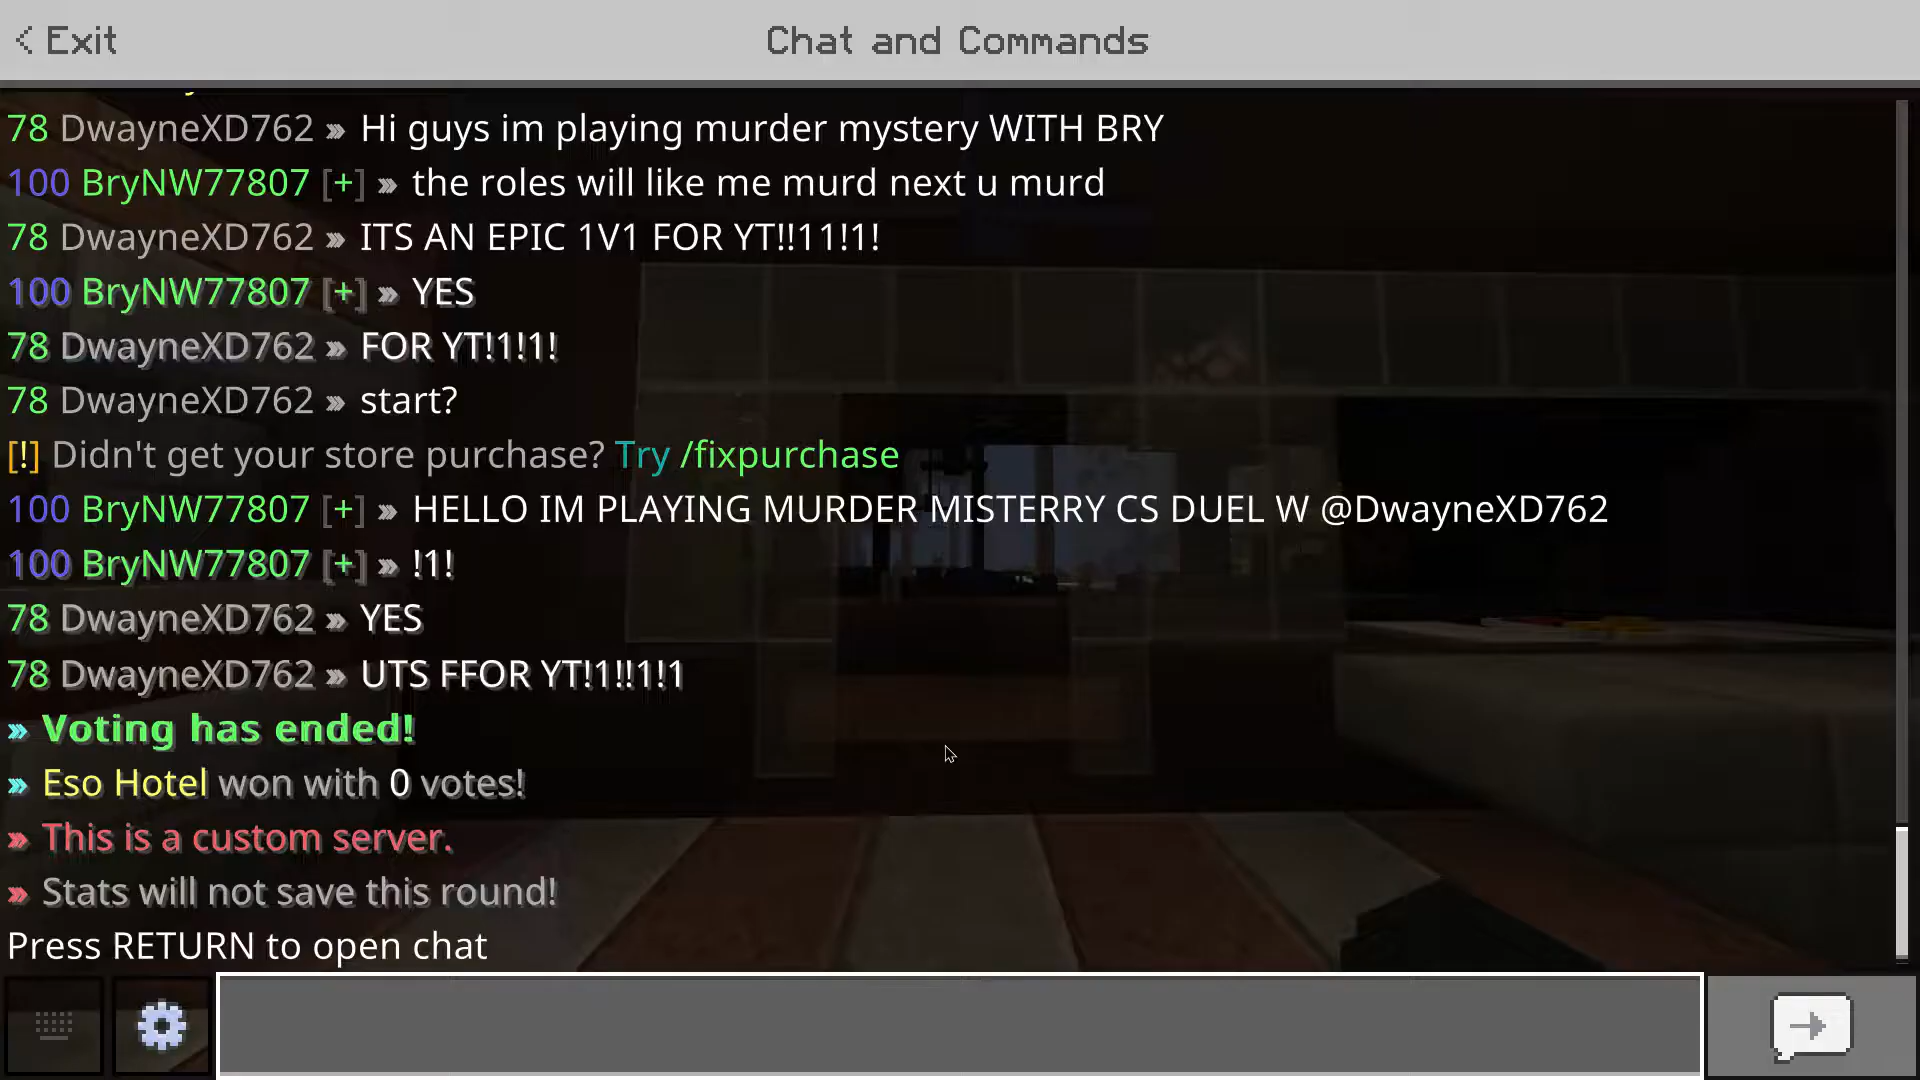 < Exit
Chat and Commands
78 DwayneXD762 » Hi guys im playing murder mystery WITH BRY
100 BryNW77807 [+] » the roles will like me murd next u murd
78 DwayneXD762 » ITS AN EPIC 1V1 FOR YT!!11!1!
100 BryNW77807 [+] » YES
78 DwayneXD762 » FOR YT!1!1!
78 DwayneXD762 » start?
[!] Didn't get your store purchase? Try /fixpurchase
100 BryNW77807 [+] » HELLO IM PLAYING MURDER MISTERRY CS DUEL W @DwayneXD762
100 BryNW77807 [+] » !1!
78 DwayneXD762 » YES
78 DwayneXD762 » UTS FFOR YT!1!!1!1
» Voting has ended!
» Eso Hotel won with 0 votes!
» This is a custom server.
» Stats will not save this round!
Press RETURN to open chat